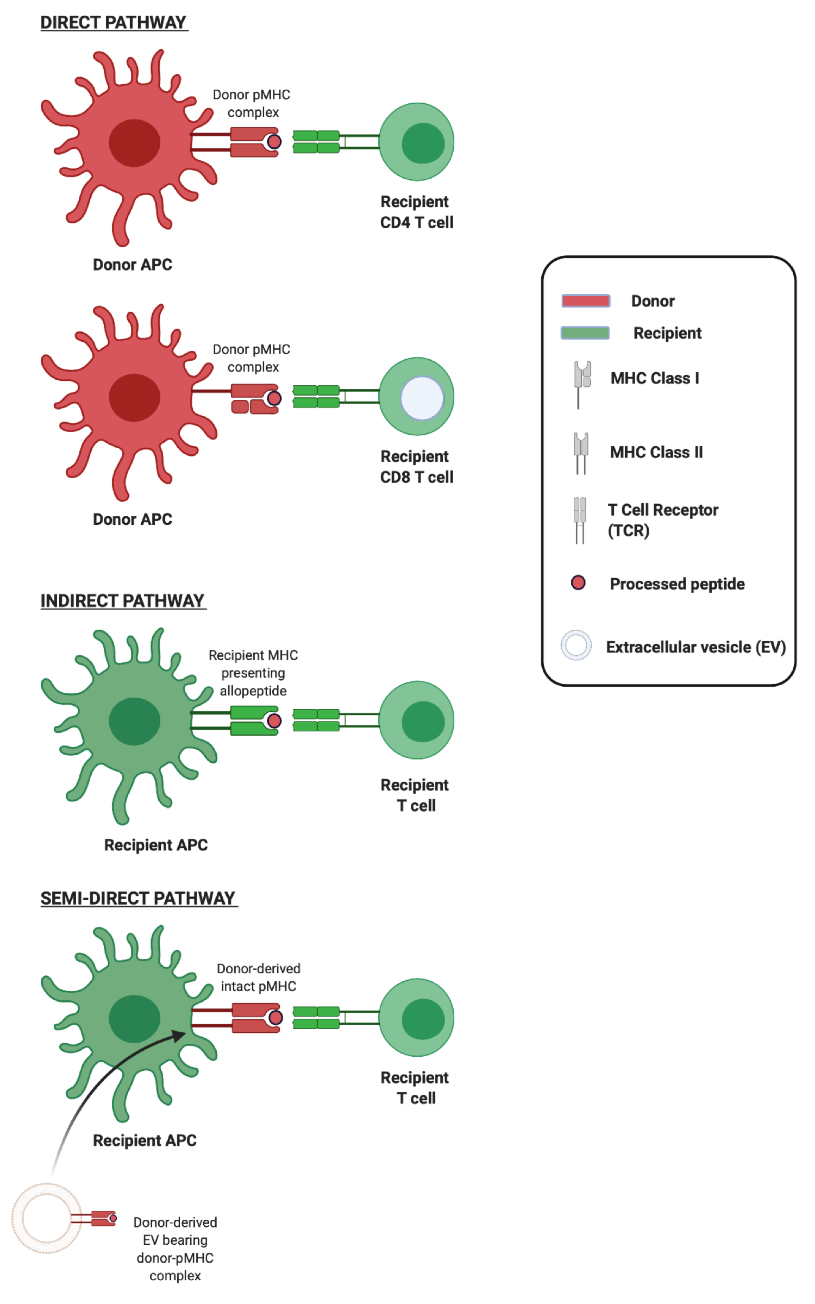 DIRECT PATHWAY
Donor pMHC
complex
Recipient
CD4 T cell
Donor APC
Donor pMHC
complex
Recipient
CD8 T cell
Donor APC
Donor
Recipient
MHC Class I
MHC Class II
T Cell Receptor
(TCR)
Processed peptide
Extracellular vesicle (EV)
INDIRECT PATHWAY
Recipient MHC
presenting
allopeptide
Recipient
T cell
Recipient APC
SEMI-DIRECT PATHWAY
Donor-derived
intact pMHC
Recipient
T cell
Recipient APC
Donor-derived
EV bearing
donor-pMHC
complex